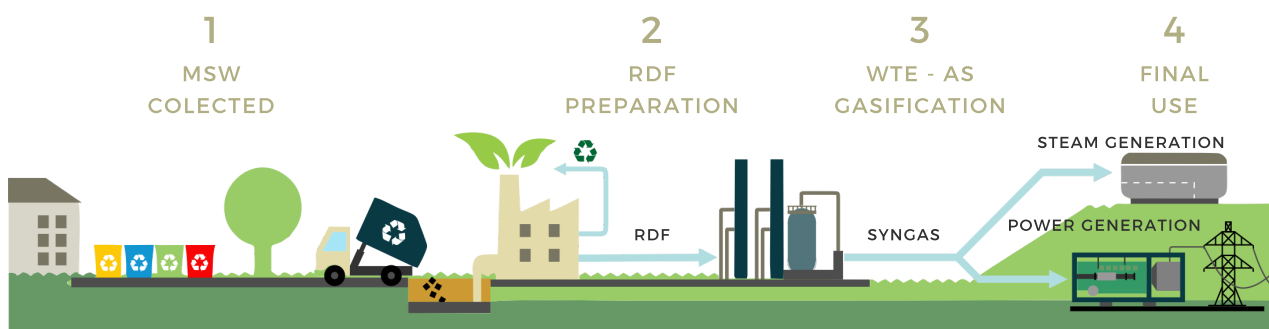 1
MSW
COLECTED
2
RDF
PREPARATION
3
WTE - AS
GASIFICATION
4
FINAL
USE
STEAM GENERATION
POWER GENERATION
RDF
SYNGAS